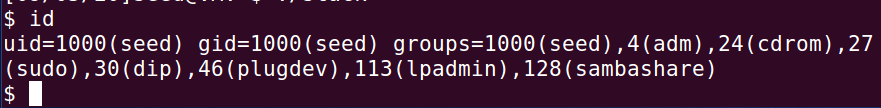 $ id
uid=1000(seed) gid=1000(seed) groups=1000(seed),4(adm),24(cdrom),27
(sudo),30(dip),46(plugdev),113(lpadmin),128(sambashare)
$